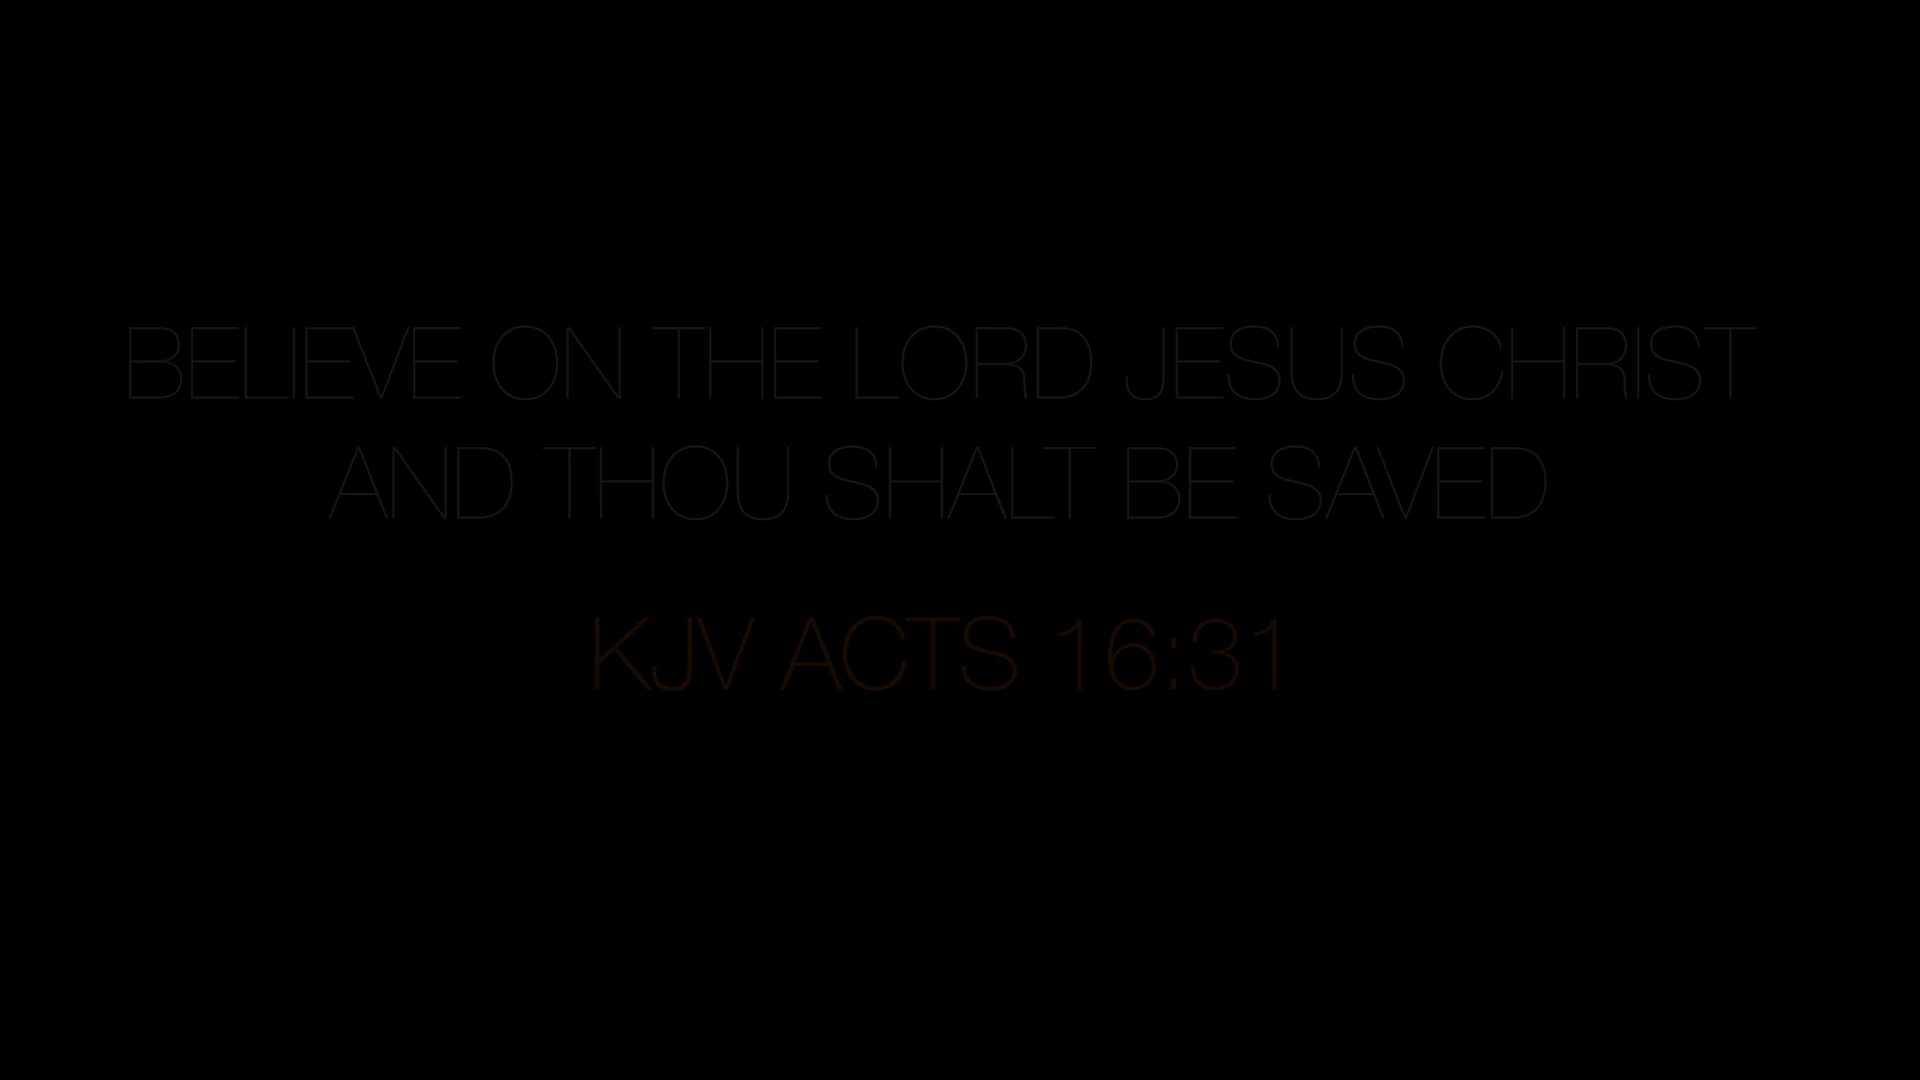 BELIEVE ON THE LORD JESUS CHRIST
AND THOU SHALT BE SAVED
KJV ACTS 16:31